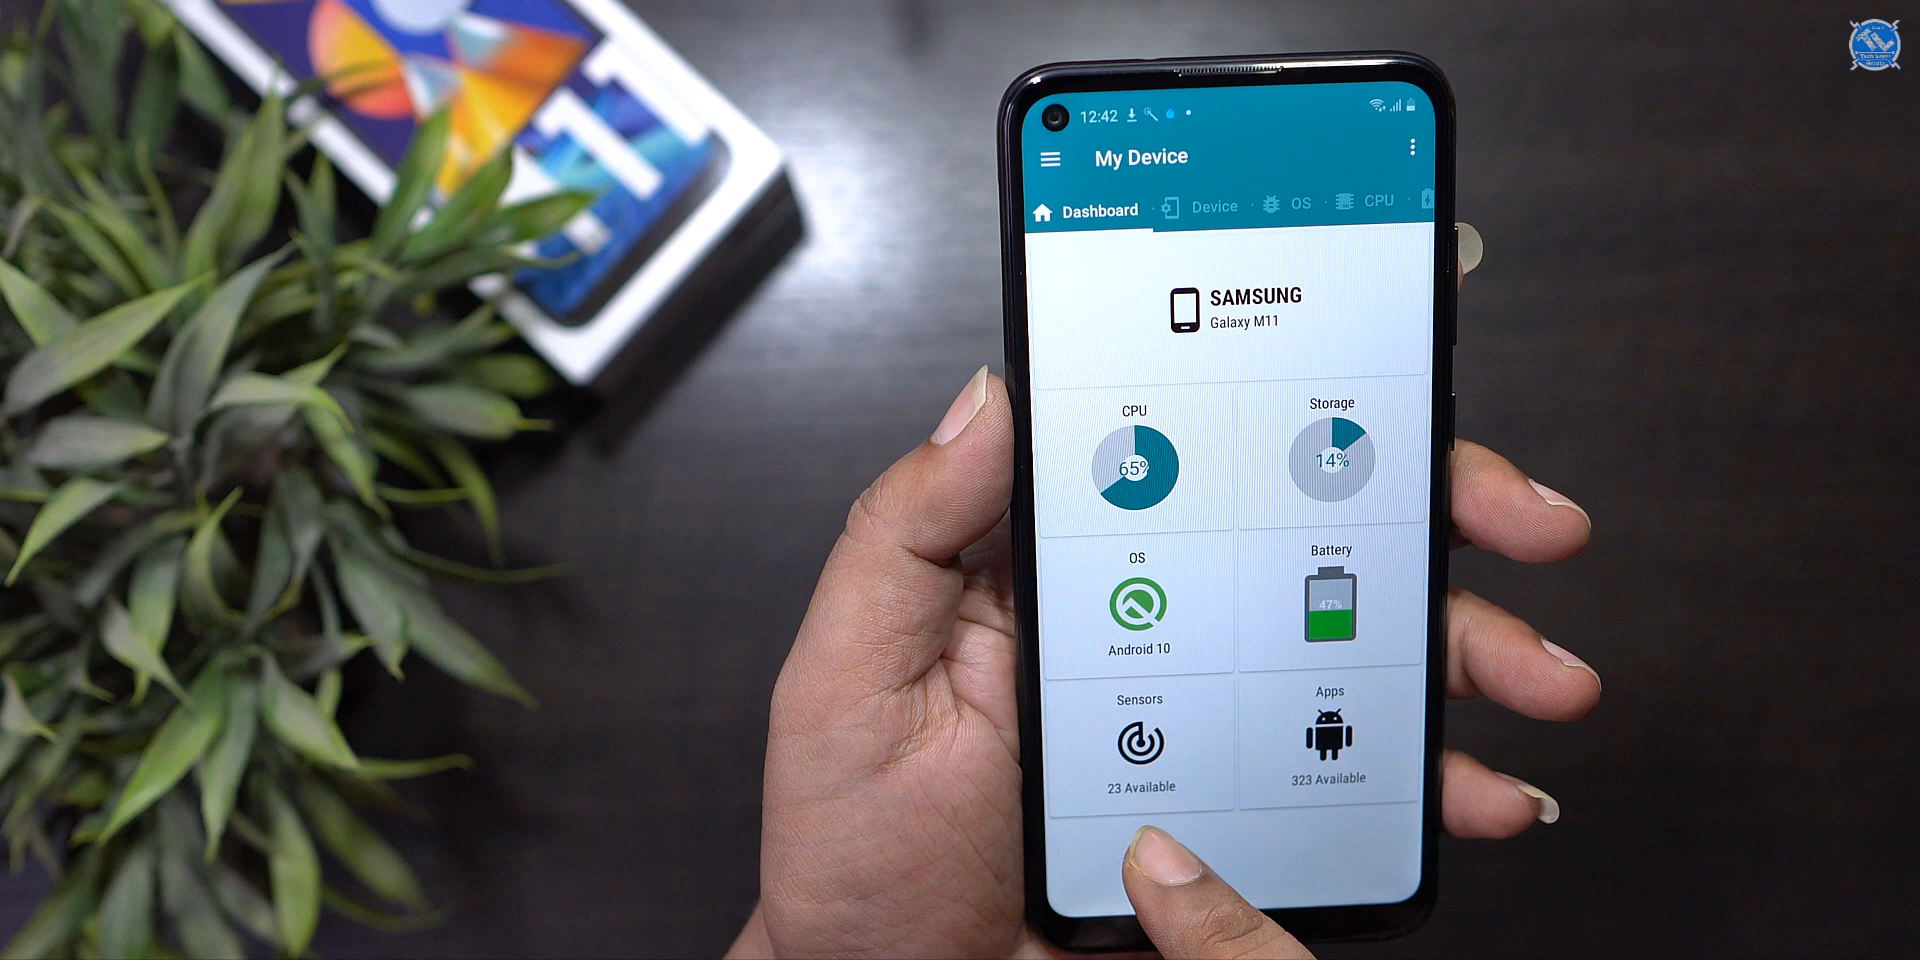 11
12:42
My Device
Dashboard
Device
OS
CPU
SAMSUNG
Galaxy M11
CPU
Storage
65%
14%
OS
Battery
47%
Android 10
Sensors
Apps
23 Available
323 Available